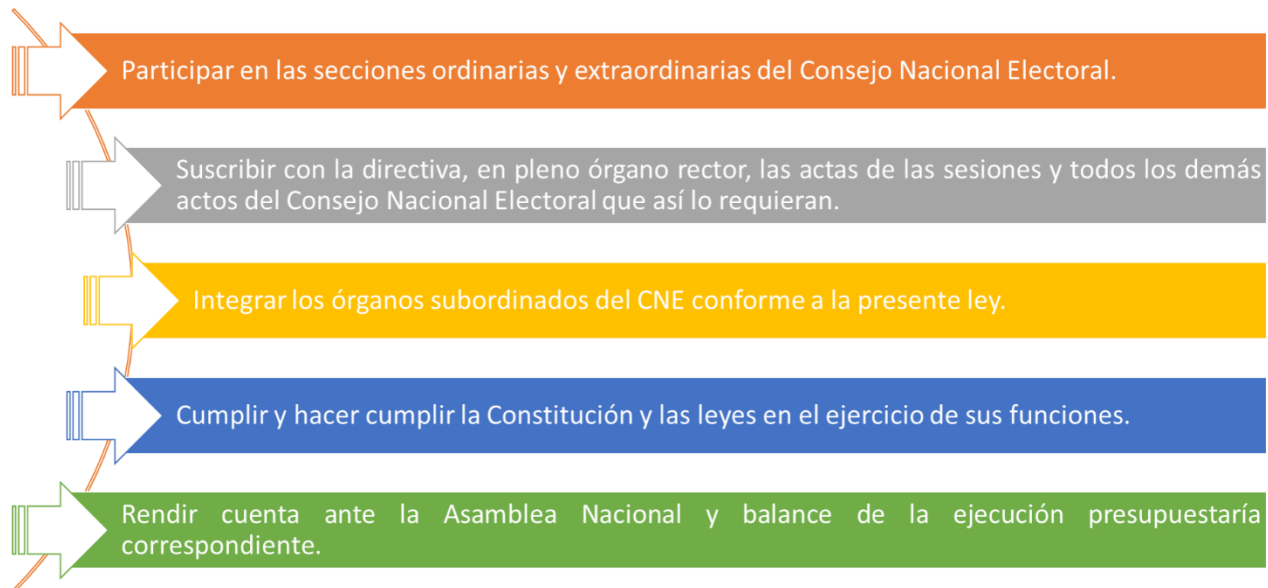 Participar en las secciones ordinarias y extraordinarias del Consejo Nacional Electoral.
Suscribir con la directiva, en pleno órgano rector, las actas de las sesiones y todos los demás
actos del Consejo Nacional Electoral que así lo requieran.
Integrar los órganos subordinados del CNE conforme a la presente ley.
Cumplir y hacer cumplir la Constitución y las leyes en el ejercicio de sus funciones.
Rendir cuenta ante la Asamblea Nacional y balance de la ejecución presupuestaría
correspondiente.